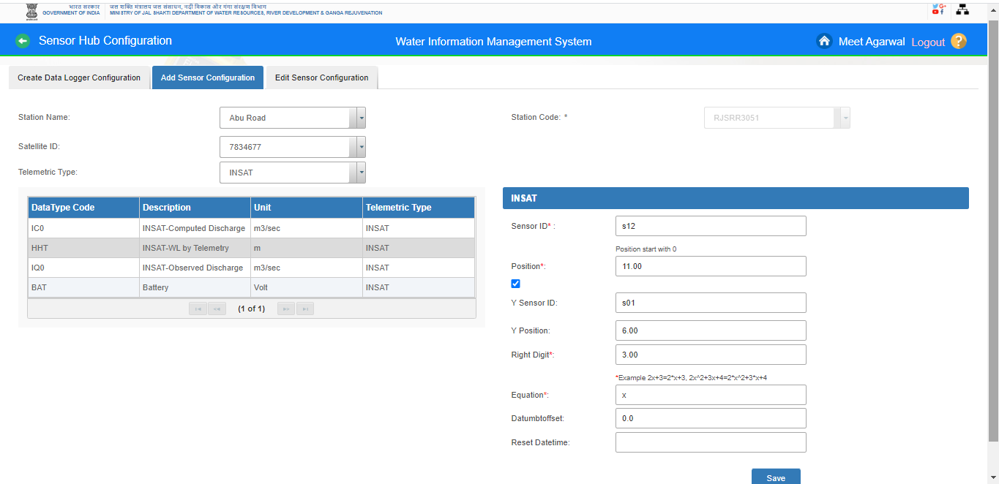 भारत सरकार
GOVERNMENT OF INDIA
जल शक्ति मंत्रालय जल संसाधन, नदी विकास और गंगा संरक्षण विभाग
MINISTRY OF JAL SHAKTI DEPARTMENT OF WATER RESOURCES, RIVER DEVELOPMENT & GANGA REJUVENATION
Sensor Hub Configuration
Water Information Management System
Meet Agarwal Logout ?
Create Data Logger Configuration
Add Sensor Configuration
Edit Sensor Configuration
Station Name: Abu Road
Station Code: * RJSRR3051
Satellite ID: 7834677
Telemetric Type: INSAT
DataType Code Description Unit Telemetric Type
IC0 INSAT-Computed Discharge m3/sec INSAT
HHT INSAT-WL by Telemetry m INSAT
IQ0 INSAT-Observed Discharge m3/sec INSAT
BAT Battery Volt INSAT
(1 of 1)
INSAT
Sensor ID* : s12
Position start with 0
Position*: 11.00
Y Sensor ID: s01
Y Position: 6.00
Right Digit*: 3.00
*Example 2x+3=2*x+3, 2x^2+3x+4=2*x^2+3*x+4
Equation*: x
Datumbtoffset: 0.0
Reset Datetime:
Save